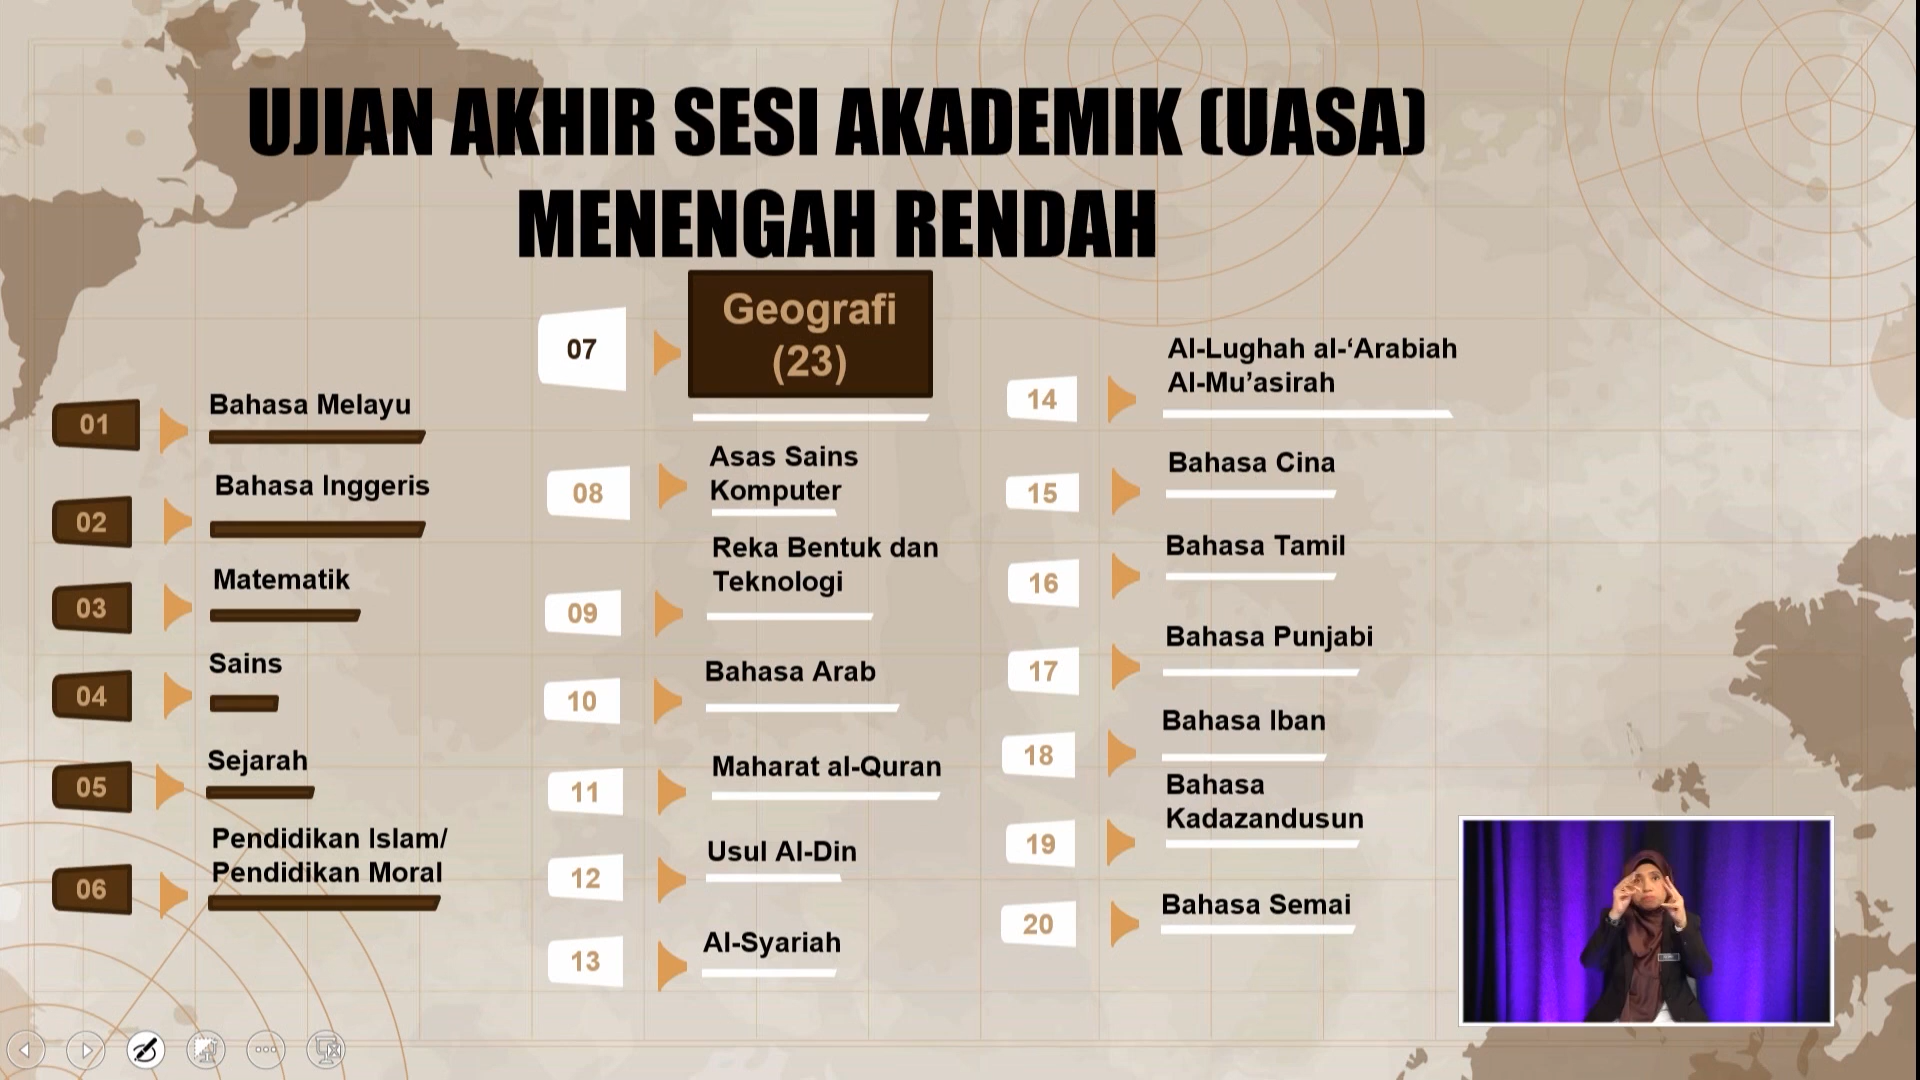 UJIAN AKHIR SESI AKADEMIK (UASA)
MENENGAH RENDAH
01
Bahasa Melayu
02
Bahasa Inggeris
03
Matematik
04
Sains
05
Sejarah
06
Pendidikan Islam/
Pendidikan Moral
07
Geografi
(23)
08
Asas Sains
Komputer
09
Reka Bentuk dan
Teknologi
10
Bahasa Arab
11
Maharat al-Quran
12
Usul Al-Din
13
Al-Syariah
14
Al-Lughah al-‘Arabiah
Al-Mu’asirah
15
Bahasa Cina
16
Bahasa Tamil
17
Bahasa Punjabi
18
Bahasa Iban
19
Bahasa
Kadazandusun
20
Bahasa Semai